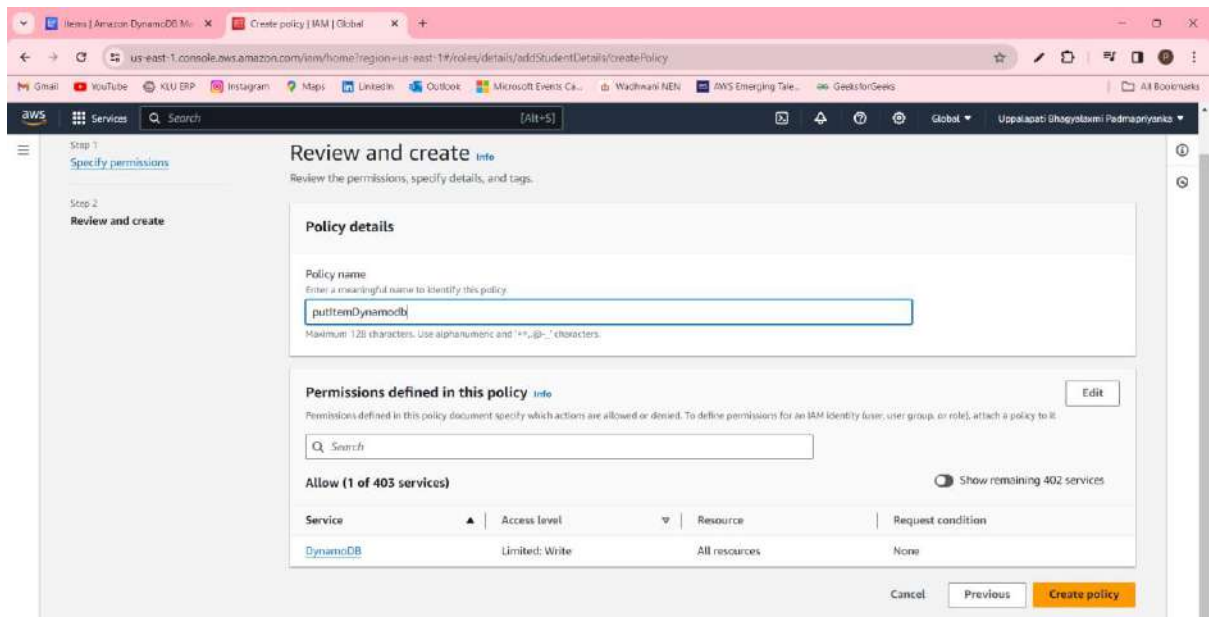 Items | Amazon DynamoDB Ma
Create policy | IAM | Global
us-east-1.console.aws.amazon.com/iam/home?region=us-east-1#/roles/details/addStudentDetails/createPolicy
Gmail YouTube KLU ERP Instagram Maps LinkedIn Outlook Microsoft Events Ca... Wadhwani NEN AWS Emerging Tale... GeeksforGeeks All Bookmarks
aws Services Search [Alt+S] Global Uppalapati Bhagyalaxmi Padmapriyanka
Step 1
Specify permissions
Step 2
Review and create
Review and create Info
Review the permissions, specify details, and tags.
Policy details
Policy name
Enter a meaningful name to identify this policy.
putItemDynamodb
Maximum 128 characters. Use alphanumeric and '+=,.@-_' characters.
Permissions defined in this policy Info
Edit
Permissions defined in this policy document specify which actions are allowed or denied. To define permissions for an IAM identity (user, user group, or role), attach a policy to it
Search
Allow (1 of 403 services)
Show remaining 402 services
Service Access level Resource Request condition
DynamoDB Limited: Write All resources None
Cancel Previous Create policy